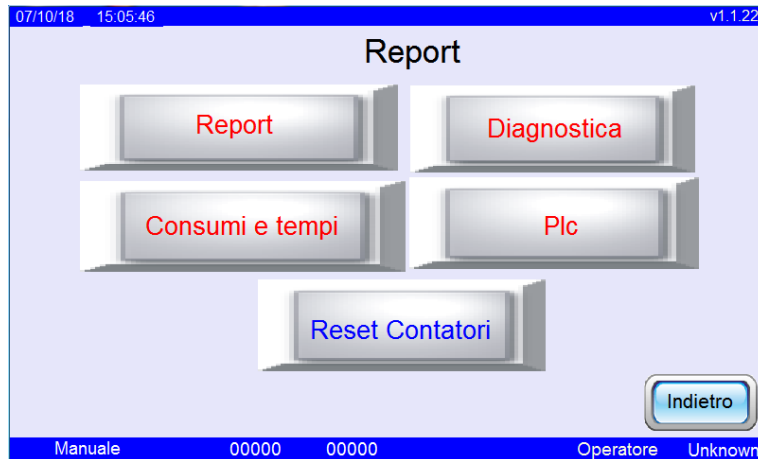 07/10/18 15:05:46 v1.1.22
Report
Report Diagnostica
Consumi e tempi Plc
Reset Contatori
Indietro
Manuale 00000 00000 Operatore Unknown